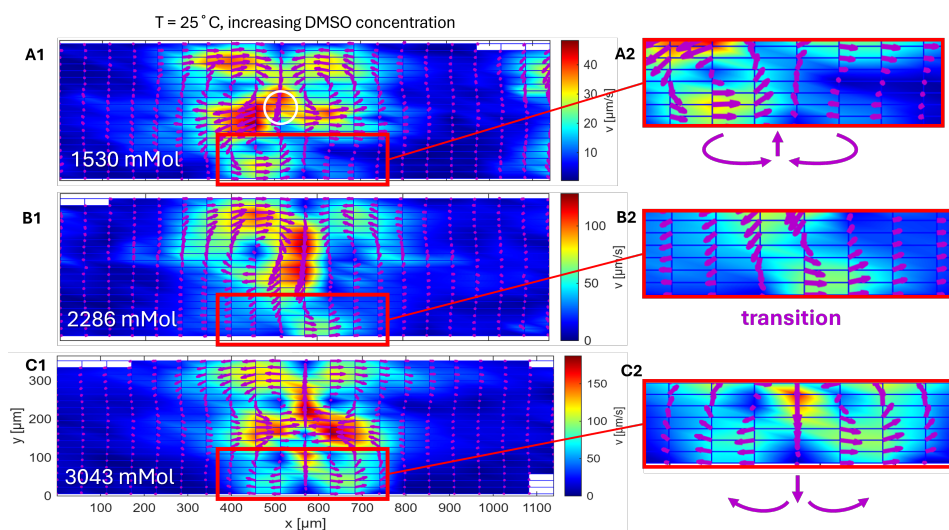 T = 25˚C, increasing DMSO concentration
A1
1530 mMol
40
30
20
10
v [µm/s]
A2
B1
2286 mMol
100
50
0
v [µm/s]
B2
transition
C1
300
200
100
0
y [µm]
3043 mMol
0 100 200 300 400 500 600 700 800 900 1000 1100
x [µm]
150
100
50
0
v [µm/s]
C2